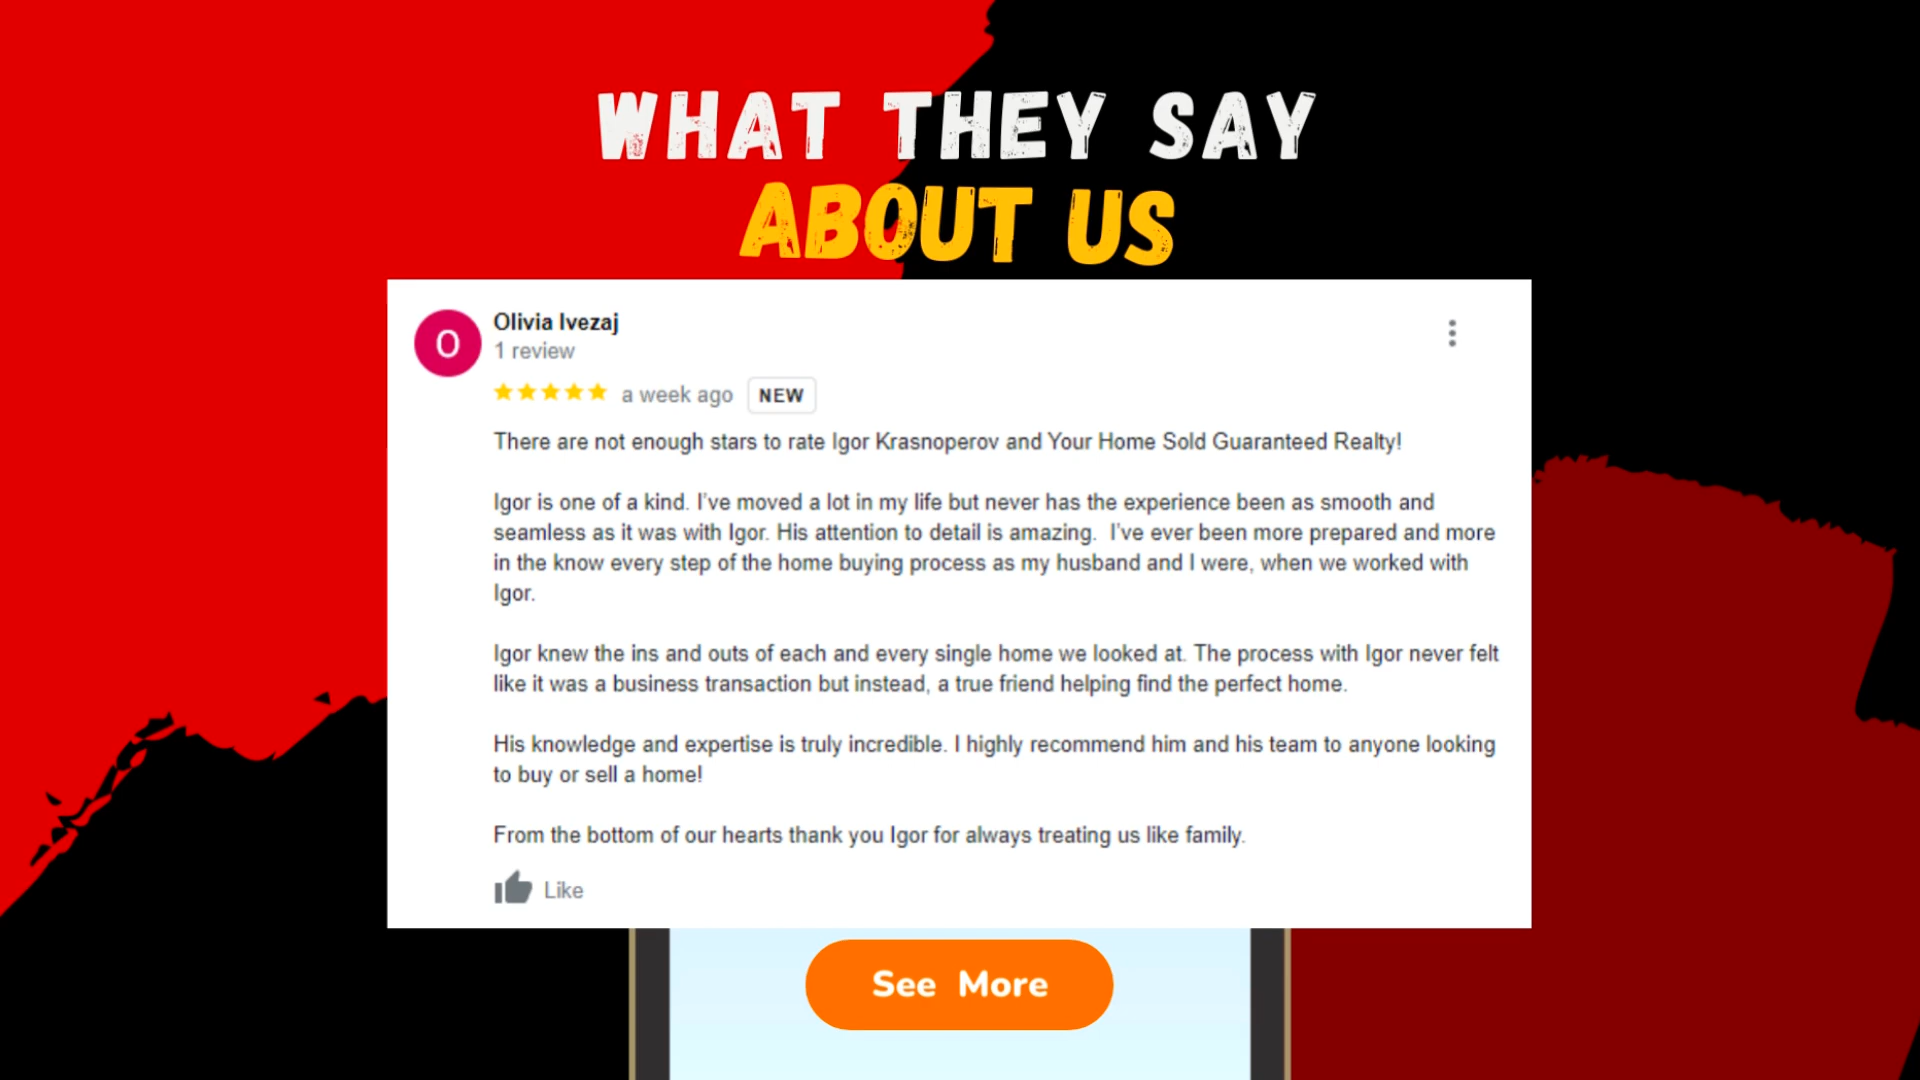 WHAT THEY SAY
ABOUT US
O
Olivia Ivezaj
1 review
a week ago NEW
There are not enough stars to rate Igor Krasnoperov and Your Home Sold Guaranteed Realty!
Igor is one of a kind. I've moved a lot in my life but never has the experience been as smooth and
seamless as it was with Igor. His attention to detail is amazing.  I've ever been more prepared and more
in the know every step of the home buying process as my husband and I were, when we worked with
Igor.
Igor knew the ins and outs of each and every single home we looked at. The process with Igor never felt
like it was a business transaction but instead, a true friend helping find the perfect home.
His knowledge and expertise is truly incredible. I highly recommend him and his team to anyone looking
to buy or sell a home!
From the bottom of our hearts thank you Igor for always treating us like family.
Like
See More